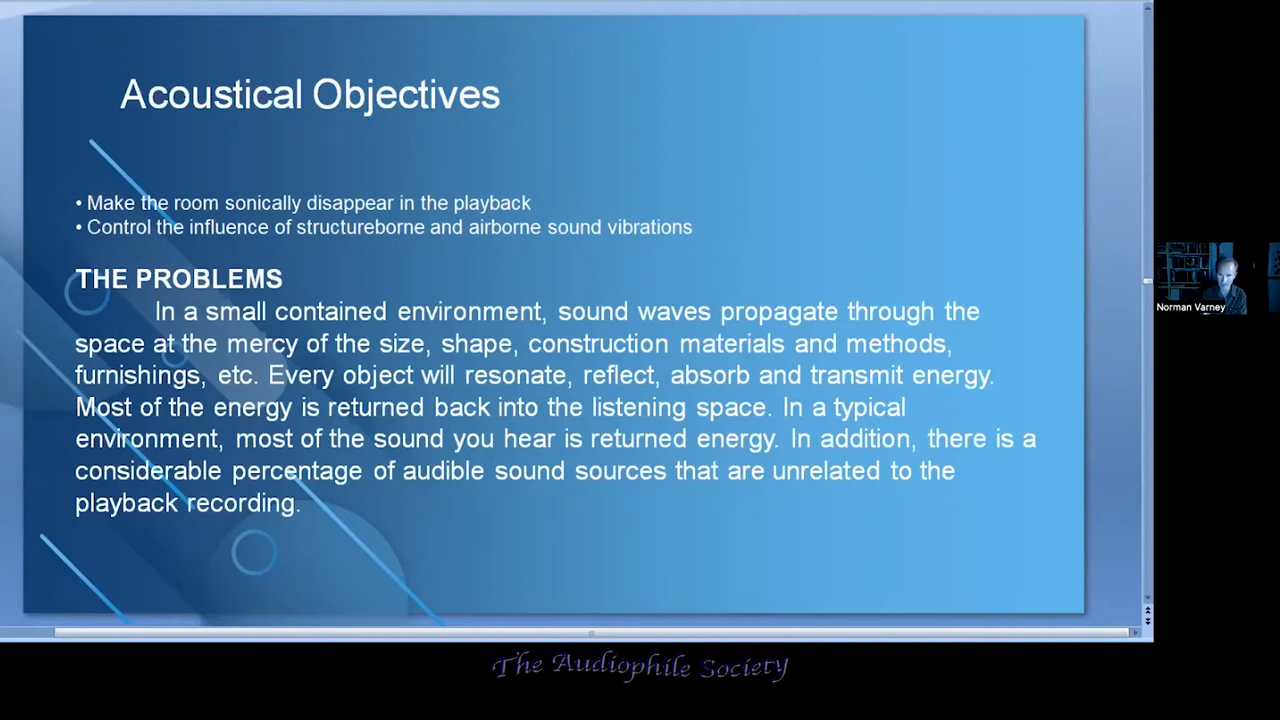 Acoustical Objectives
• Make the room sonically disappear in the playback
• Control the influence of structureborne and airborne sound vibrations
THE PROBLEMS
In a small contained environment, sound waves propagate through the
space at the mercy of the size, shape, construction materials and methods,
furnishings, etc. Every object will resonate, reflect, absorb and transmit energy.
Most of the energy is returned back into the listening space. In a typical
environment, most of the sound you hear is returned energy. In addition, there is a
considerable percentage of audible sound sources that are unrelated to the
playback recording.
Norman Varney
The Audiophile Society